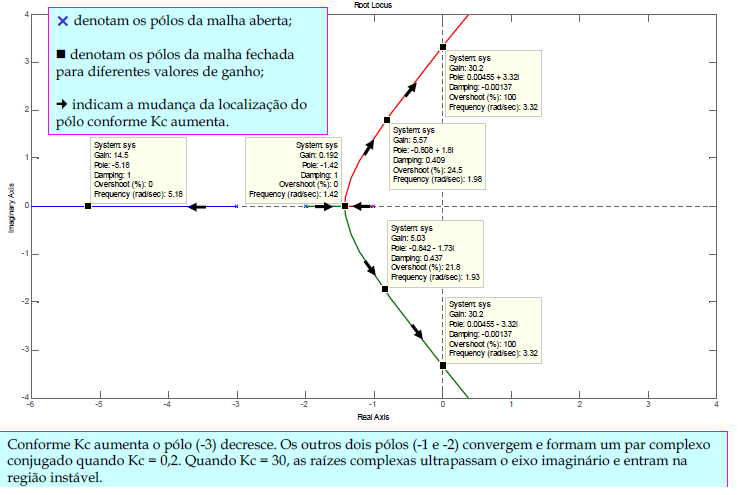 Root Locus
× denotam os pólos da malha aberta;
■ denotam os pólos da malha fechada
para diferentes valores de ganho;
➔ indicam a mudança da localização do
pólo conforme Kc aumenta.
System: sys
Gain: 30.2
Pole: 0.00455 + 3.32i
Damping: -0.00137
Overshoot (%): 100
Frequency (rad/sec): 3.32
System: sys
Gain: 5.57
Pole: -0.808 + 1.8i
Damping: 0.409
Overshoot (%): 24.5
Frequency (rad/sec): 1.98
System: sys
Gain: 14.5
Pole: -5.18
Damping: 1
Overshoot (%): 0
Frequency (rad/sec): 5.18
System: sys
Gain: 0.192
Pole: -1.42
Damping: 1
Overshoot (%): 0
Frequency (rad/sec): 1.42
System: sys
Gain: 5.03
Pole: -0.842 - 1.73i
Damping: 0.437
Overshoot (%): 21.8
Frequency (rad/sec): 1.93
System: sys
Gain: 30.2
Pole: 0.00455 - 3.32i
Damping: -0.00137
Overshoot (%): 100
Frequency (rad/sec): 3.32
Imaginary Axis
4
3
2
1
0
-1
-2
-3
-4
-6 -5 -4 -3 -2 -1 0 1 2 3 4
Real Axis
Conforme Kc aumenta o pólo (-3) decresce. Os outros dois pólos (-1 e -2) convergem e formam um par complexo
conjugado quando Kc = 0,2. Quando Kc = 30, as raízes complexas ultrapassam o eixo imaginário e entram na
região instável.